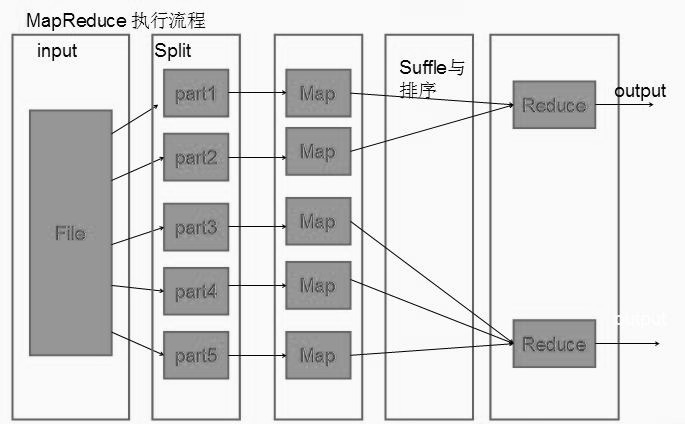 MapReduce 执行流程
input
Split
Suffle与
排序
File
part1
part2
part3
part4
part5
Map
Map
Map
Map
Map
Reduce
output
Reduce
output